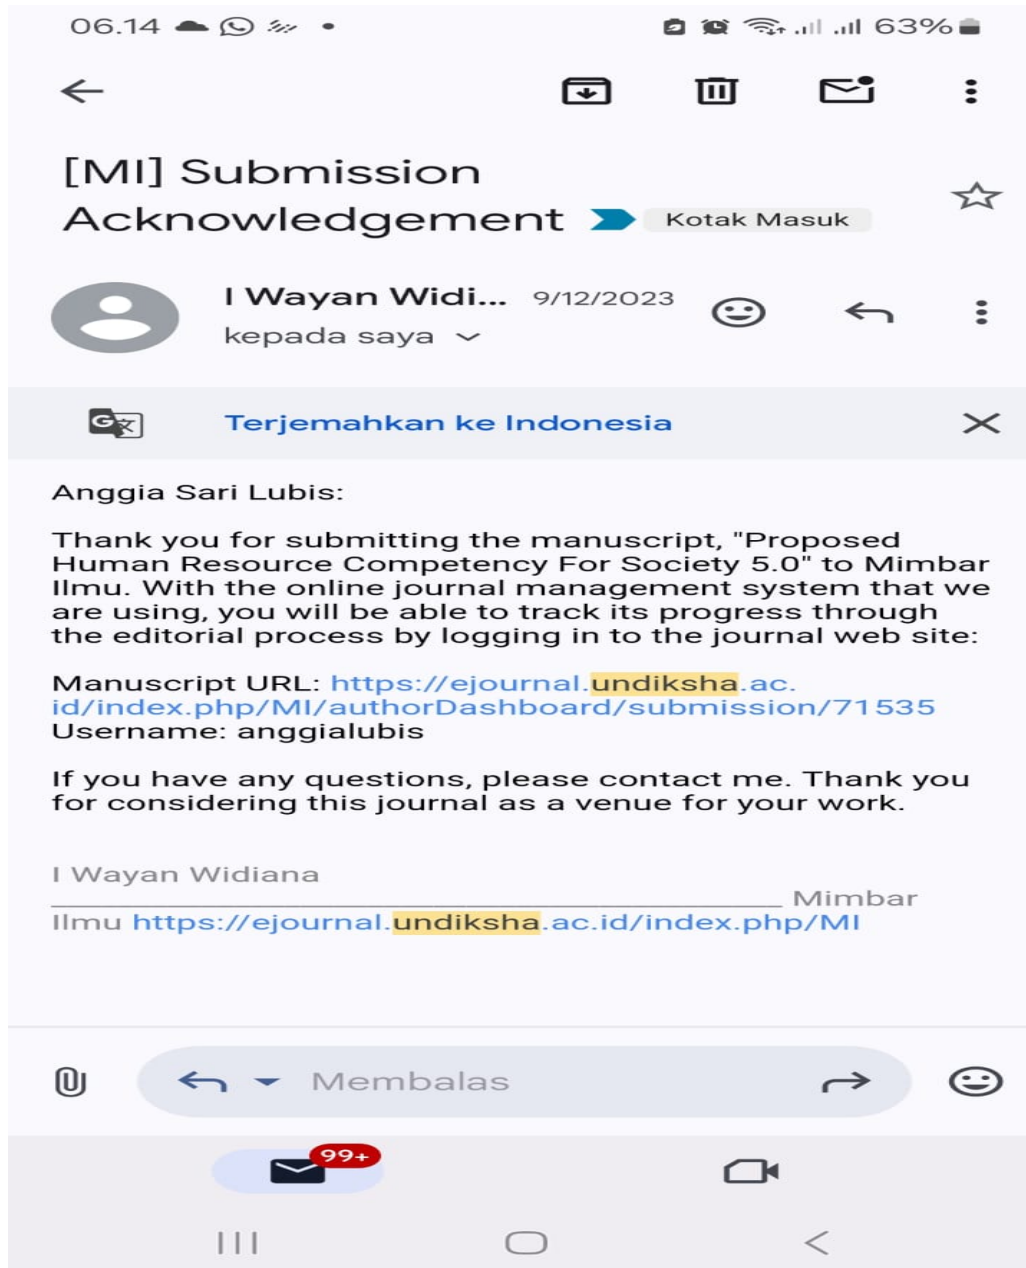 06.14 63%
[MI] Submission
Acknowledgement Kotak Masuk
I Wayan Widi... 9/12/2023
kepada saya
Terjemahkan ke Indonesia
Anggia Sari Lubis:
Thank you for submitting the manuscript, "Proposed
Human Resource Competency For Society 5.0" to Mimbar
Ilmu. With the online journal management system that we
are using, you will be able to track its progress through
the editorial process by logging in to the journal web site:
Manuscript URL: https://ejournal.undiksha.ac.
id/index.php/MI/authorDashboard/submission/71535
Username: anggialubis
If you have any questions, please contact me. Thank you
for considering this journal as a venue for your work.
I Wayan Widiana
________________________________________________ Mimbar
Ilmu https://ejournal.undiksha.ac.id/index.php/MI
Membalas
99+